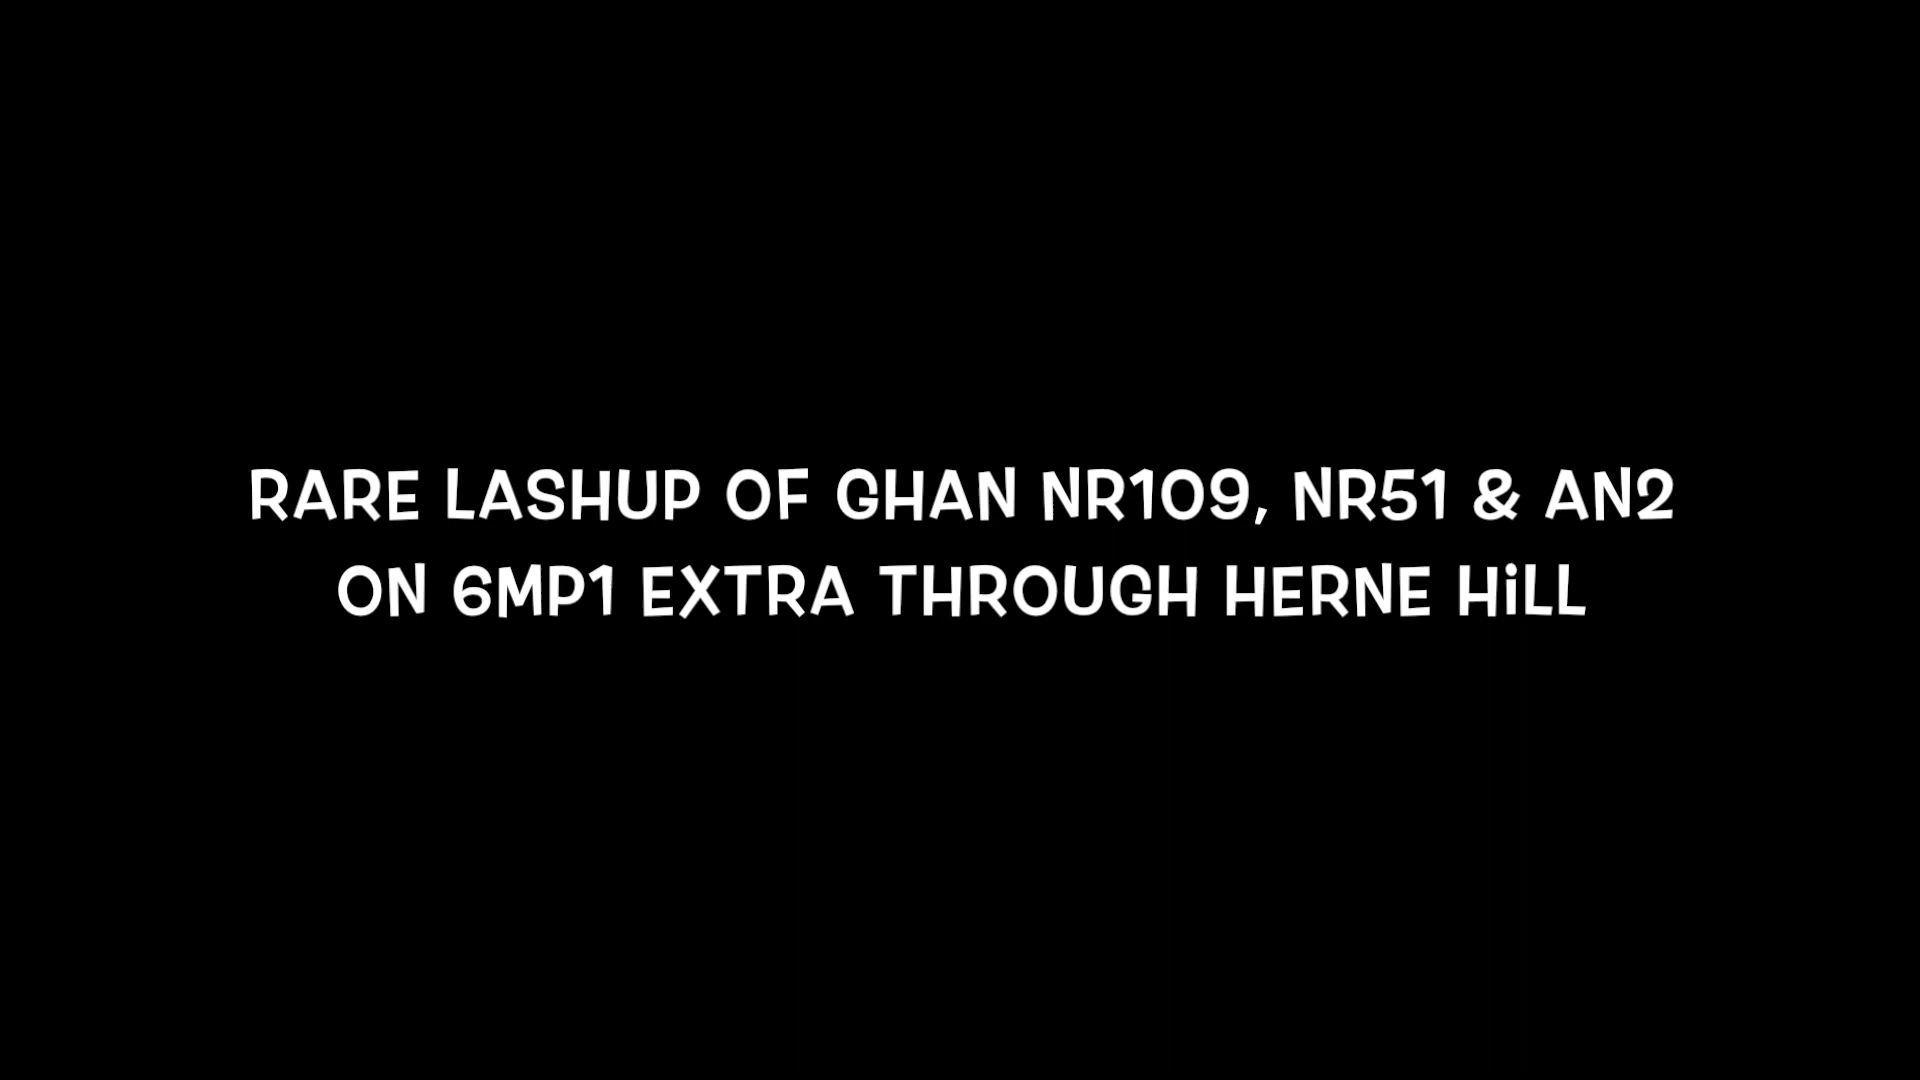 RARE LASHUP OF GHAN NR109, NR51 & AN2
ON 6MP1 EXTRA THROUGH HERNE HiLL